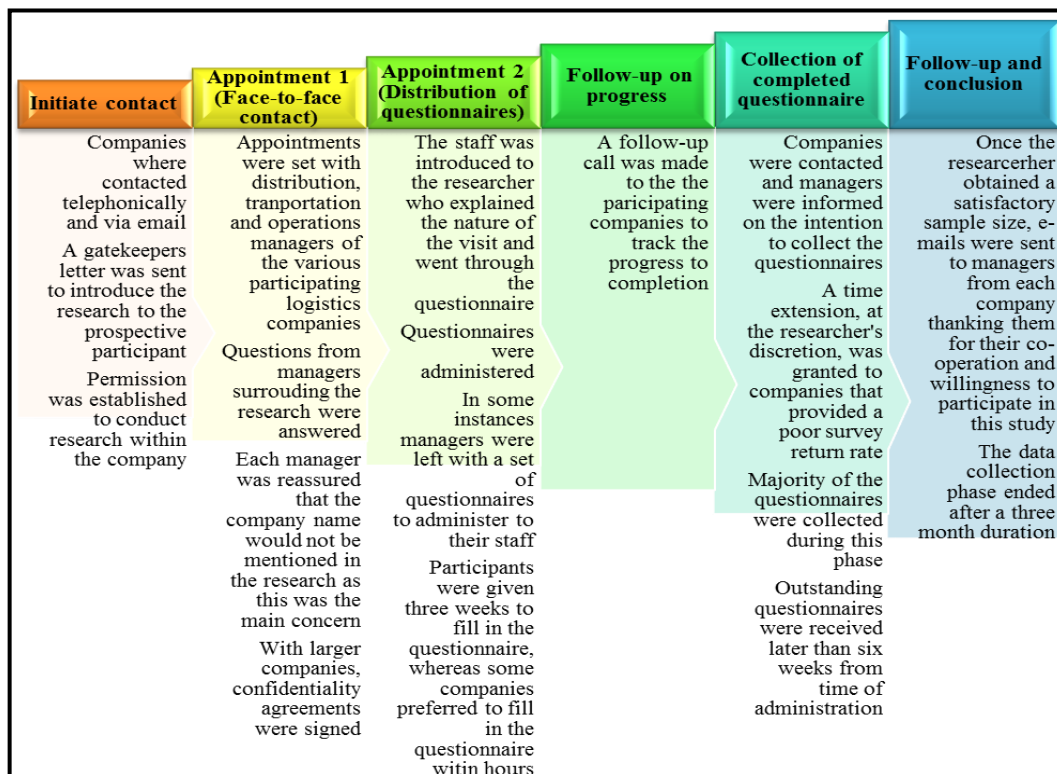 Initiate contact
Companies
where
contacted
telephonically
and via email
A gatekeepers
letter was sent
to introduce the
research to the
prospective
participant
Permission
was established
to conduct
research within
the company
Appointment 1
(Face-to-face
contact)
Appointments
were set with
distribution,
tranportation
and operations
managers of
the various
participating
logistics
companies
Questions from
managers
surrouding the
research were
answered
Each manager
was reassured
that the
company name
would not be
mentioned in
the research as
this was the
main concern
With larger
companies,
confidentiality
agreements
were signed
Appointment 2
(Distribution of
questionnaires)
The staff was
introduced to
the researcher
who explained
the nature of
the visit and
went through
the
questionnaire
Questionnaires
were
administered
In some
instances
managers were
left with a set
of
questionnaires
to administer to
their staff
Participants
were given
three weeks to
fill in the
questionnaire,
whereas some
companies
preferred to fill
in the
questionnaire
witin hours
Follow-up on
progress
A follow-up
call was made
to the the
paricipating
companies to
track the
progress to
completion
Collection of
completed
questionnaire
Companies
were contacted
and managers
were informed
on the intention
to collect the
questionnaires
A time
extension, at
the researcher's
discretion, was
granted to
companies that
provided a
poor survey
return rate
Majority of the
questionnaires
were collected
during this
phase
Outstanding
questionnaires
were received
later than six
weeks from
time of
administration
Follow-up and
conclusion
Once the
researcerher
obtained a
satisfactory
sample size, e-
mails were sent
to managers
from each
company
thanking them
for their co-
operation and
willingness to
participate in
this study
The data
collection
phase ended
after a three
month duration